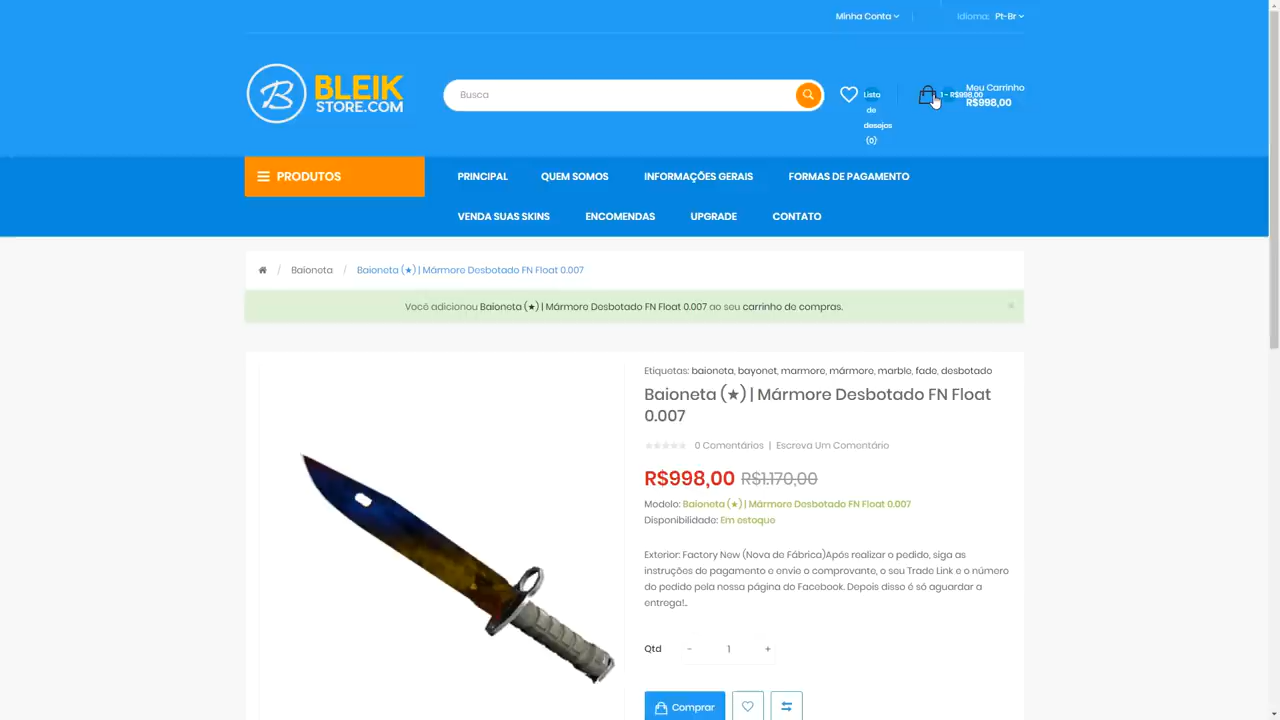 Minha Conta
Idioma: Pt-Br
B BLEIK
STORE.COM
Busca
Lista
de
desejos
(0)
1 - R$998,00
Meu Carrinho
R$998,00
PRODUTOS
PRINCIPAL QUEM SOMOS INFORMAÇÕES GERAIS FORMAS DE PAGAMENTO
VENDA SUAS SKINS ENCOMENDAS UPGRADE CONTATO
/ Baioneta / Baioneta (★) | Mármore Desbotado FN Float 0.007
Você adicionou Baioneta (★) | Mármore Desbotado FN Float 0.007 ao seu carrinho de compras. ×
Etiquetas: baioneta, bayonet, marmore, mármore, marble, fade, desbotado
Baioneta (★) | Mármore Desbotado FN Float
0.007
0 Comentários | Escreva Um Comentário
R$998,00 R$1.170,00
Modelo: Baioneta (★) | Mármore Desbotado FN Float 0.007
Disponibilidade: Em estoque
Exterior: Factory New (Nova de Fábrica)Após realizar o pedido, siga as
instruções de pagamento e envie o comprovante, o seu Trade Link e o número
do pedido pela nossa página do Facebook. Depois disso é só aguardar a
entrega!..
Qtd - 1 +
Comprar